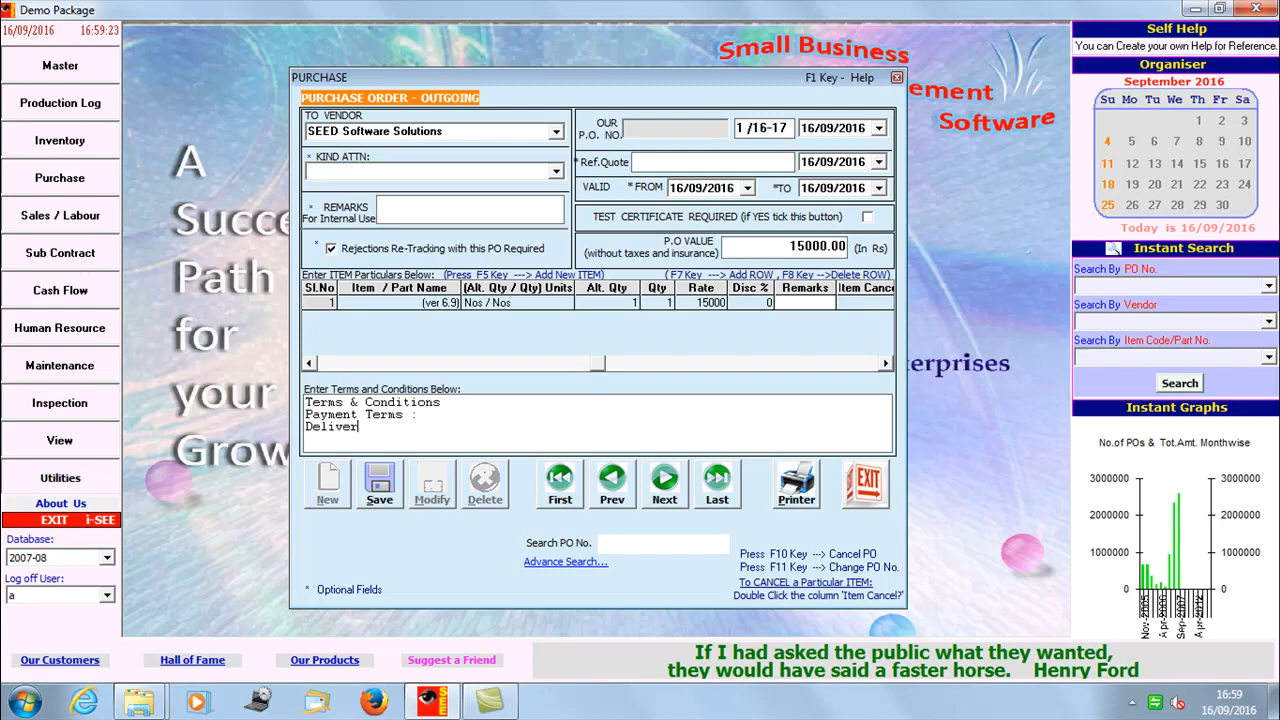 Demo Package
16/09/2016 16:59.23
Master
Production Log
Inventory
Purchase
Sales / Labour
Sub Contract
Cash Flow
Human Resource
Maintenance
Inspection
View
Utilities
About Us
EXIT i-SEE
Database:
2007-08
Log off User:
a
A
Succe
Path
for
your
Grow
Small Business
ement
Software
erprises
PURCHASE
F1 Key - Help
PURCHASE ORDER - OUTGOING
TO VENDOR
SEED Software Solutions
* KIND ATTN:
* REMARKS
For Internal Use
* Rejections Re-Tracking with this PO Required
OUR
P.O. NO.
1 /16-17 16/09/2016
* Ref.Quote 16/09/2016
VALID * FROM 16/09/2016 *TO 16/09/2016
TEST CERTIFICATE REQUIRED (if YES tick this button)
P.O VALUE
(without taxes and insurance)
15000.00 (In Rs)
Enter ITEM Particulars Below: (Press F5 Key ---> Add New ITEM) ( F7 Key ---> Add ROW , F8 Key -->Delete ROW)
Sl.No Item / Part Name (Alt. Qty / Qty) Units Alt. Qty Qty Rate Disc % Remarks Item Cance
1 (ver 6.9) Nos / Nos 1 1 15000 0
Enter Terms and Conditions Below:
Terms & Conditions
Payment Terms :
Deliver
New
Save
Modify
Delete
First
Prev
Next
Last
Printer
EXIT
Search PO No.
Advance Search...
Press F10 Key ---> Cancel PO
Press F11 Key ---> Change PO No.
To CANCEL a Particular ITEM:
Double Click the column 'Item Cancel?'
* Optional Fields
Self Help
You can Create your own Help for Reference.
Organiser
September 2016
Su Mo Tu We Th Fr Sa
1 2 3
4 5 6 7 8 9 10
11 12 13 14 15 16 17
18 19 20 21 22 23 24
25 26 27 28 29 30
Today is 16/09/2016
Instant Search
Search By PO No.
Search By Vendor
Search By Item Code/Part No.
Search
Instant Graphs
No.of POs & Tot.Amt. Monthwise
3000000 3000000
2000000 2000000
1000000 1000000
0 0
Nov-2005
Apr-2006
Sep-2007
Apr-2012
Our Customers
Hall of Fame
Our Products
Suggest a Friend
If I had asked the public what they wanted,
they would have said a faster horse. Henry Ford
SEE
16:59
16/09/2016